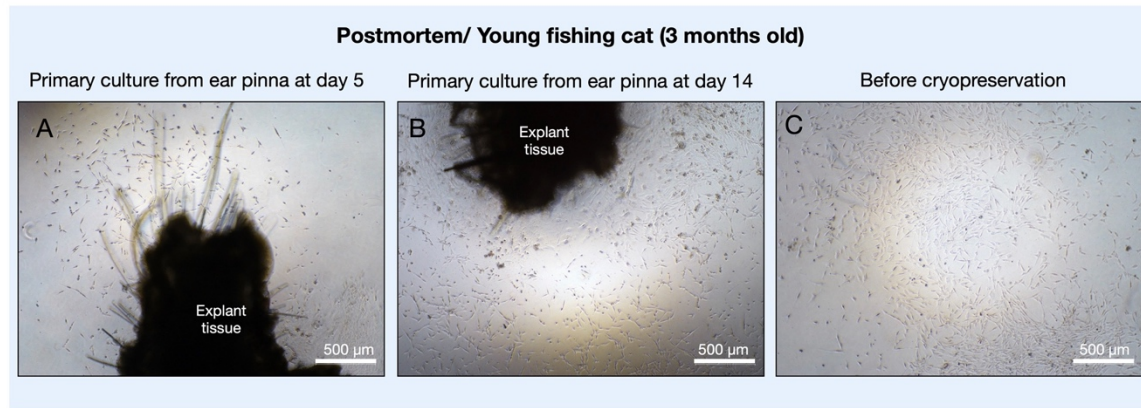 Postmortem/ Young fishing cat (3 months old)
Primary culture from ear pinna at day 5
Primary culture from ear pinna at day 14
Before cryopreservation
A
Explant
tissue
500 µm
B
Explant
tissue
500 µm
C
500 µm